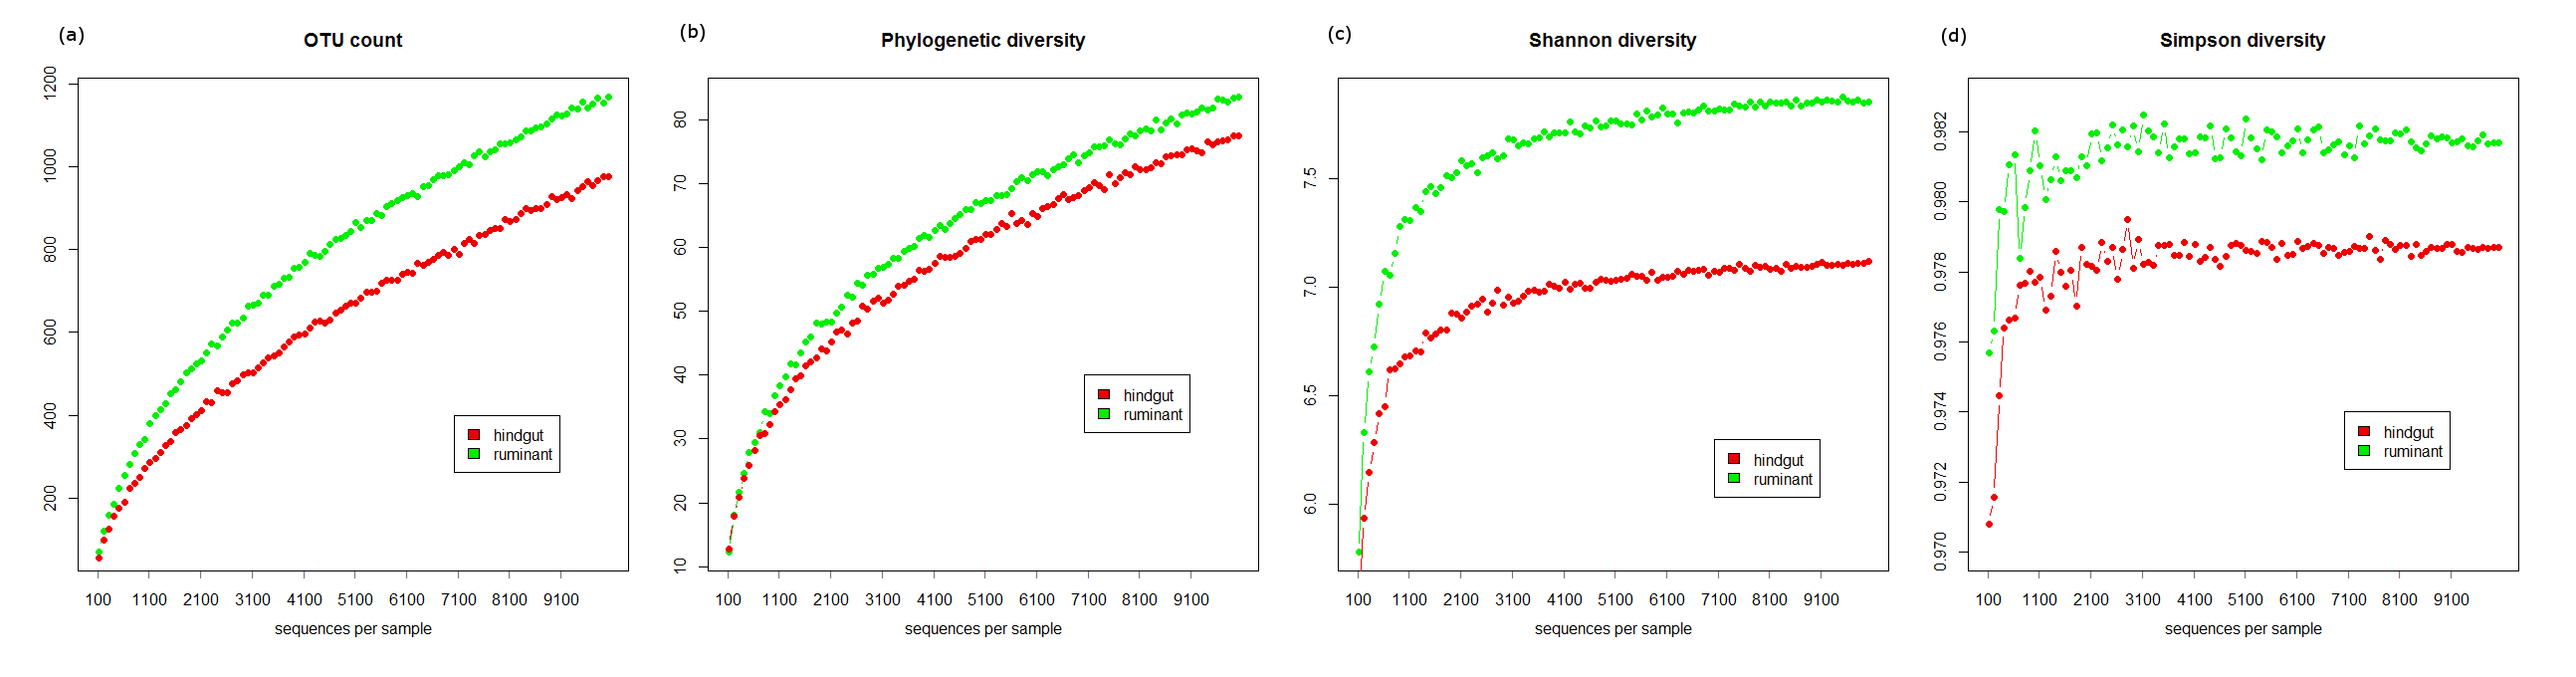 (a)
OTU count
1200
1000
800
600
400
200
hindgut
ruminant
100 1100 2100 3100 4100 5100 6100 7100 8100 9100
sequences per sample
(b)
Phylogenetic diversity
80
70
60
50
40
30
20
10
hindgut
ruminant
100 1100 2100 3100 4100 5100 6100 7100 8100 9100
sequences per sample
(c)
Shannon diversity
7.5
7.0
6.5
6.0
hindgut
ruminant
100 1100 2100 3100 4100 5100 6100 7100 8100 9100
sequences per sample
(d)
Simpson diversity
0.982
0.980
0.978
0.976
0.974
0.972
0.970
hindgut
ruminant
100 1100 2100 3100 4100 5100 6100 7100 8100 9100
sequences per sample